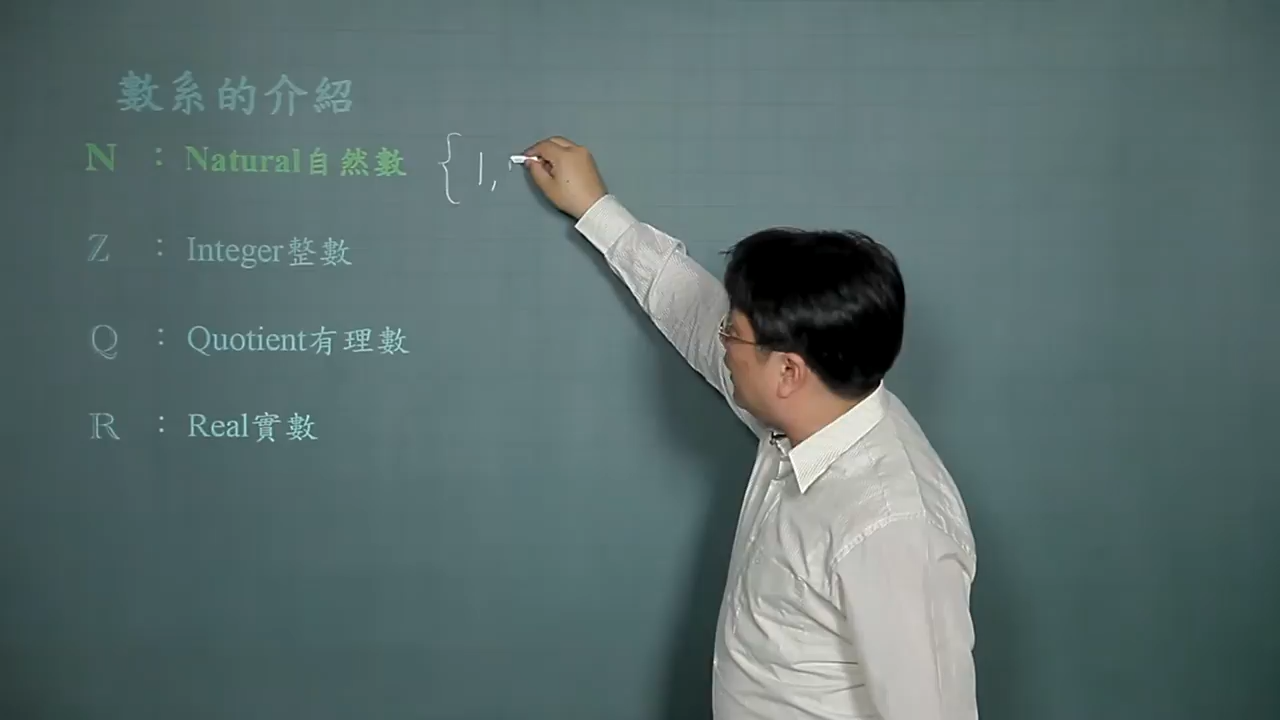 數系的介紹
N : Natural自然數 { 1,
Z : Integer整數
Q : Quotient有理數
R : Real實數